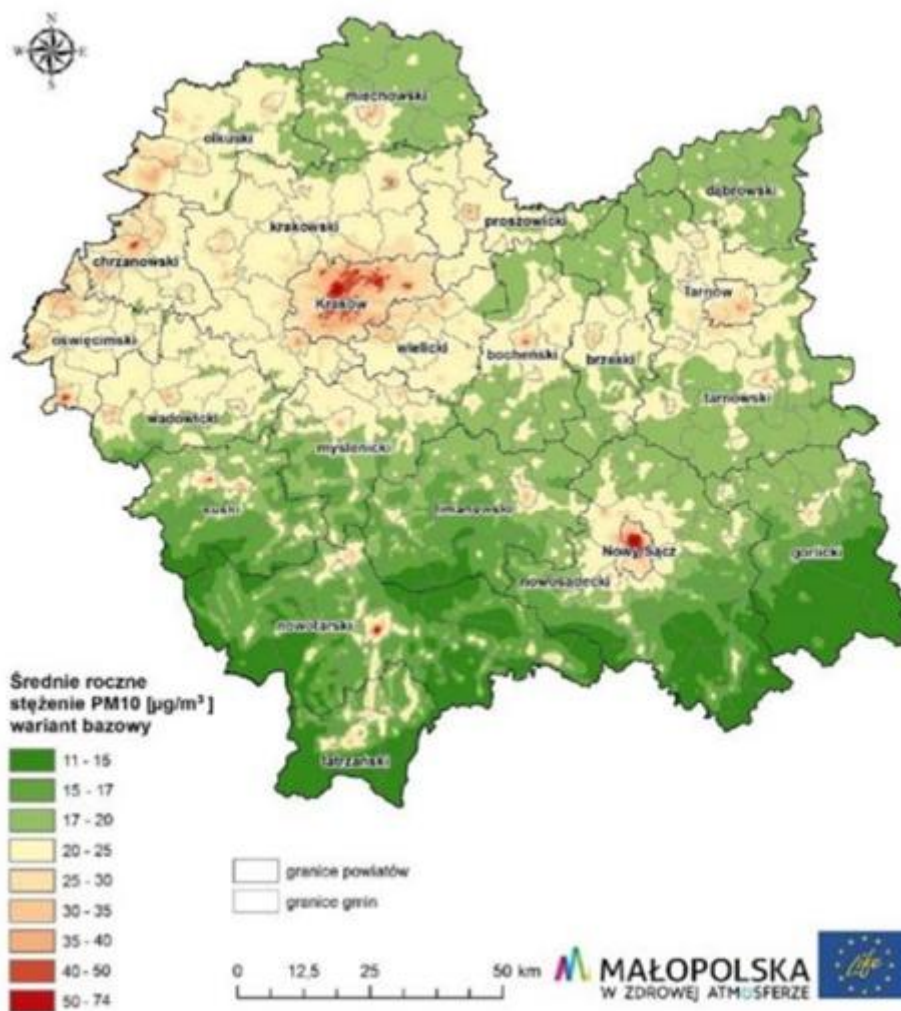 N
W E
S
miechowski
olkuski
dąbrowski
proszowicki
krakowski
chrzanowski
Tarnów
Kraków
oświęcimski
wielicki
bocheński
brzeski
tarnowski
wadowicki
myślenicki
suski
limanowski
Nowy Sącz
gorlicki
nowosądecki
nowotarski
tatrzański
Średnie roczne
stężenie PM10 [µg/m³]
wariant bazowy
11 - 15
15 - 17
17 - 20
20 - 25
25 - 30
30 - 35
35 - 40
40 - 50
50 - 74
granice powiatów
granice gmin
0 12,5 25 50 km
MAŁOPOLSKA
W ZDROWEJ ATMOSFERZE
Life